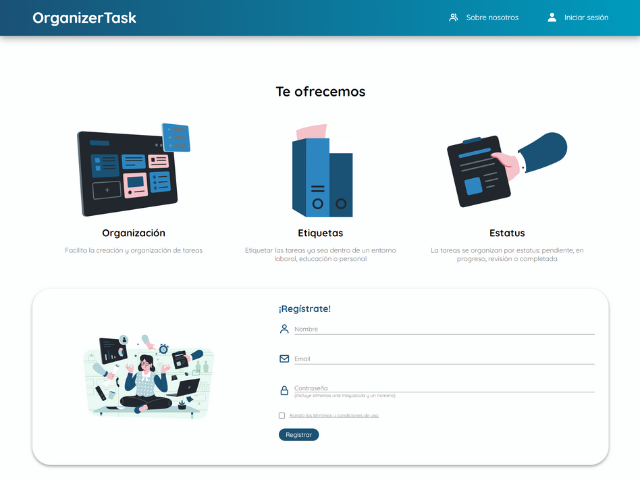 OrganizerTask
Sobre nosotros
Iniciar sesión
Te ofrecemos
Organización
Facilita la creación y organización de tareas
Etiquetas
Etiquetar las tareas ya sea dentro de un entorno
laboral, educación o personal
Estatus
La tareas se organizan por estatus pendiente, en
progreso, revisión o completada
¡Regístrate!
Nombre
Email
Contraseña
(Incluye al menos una mayúscula y un número)
Acepto los términos y condiciones de uso
Registrar